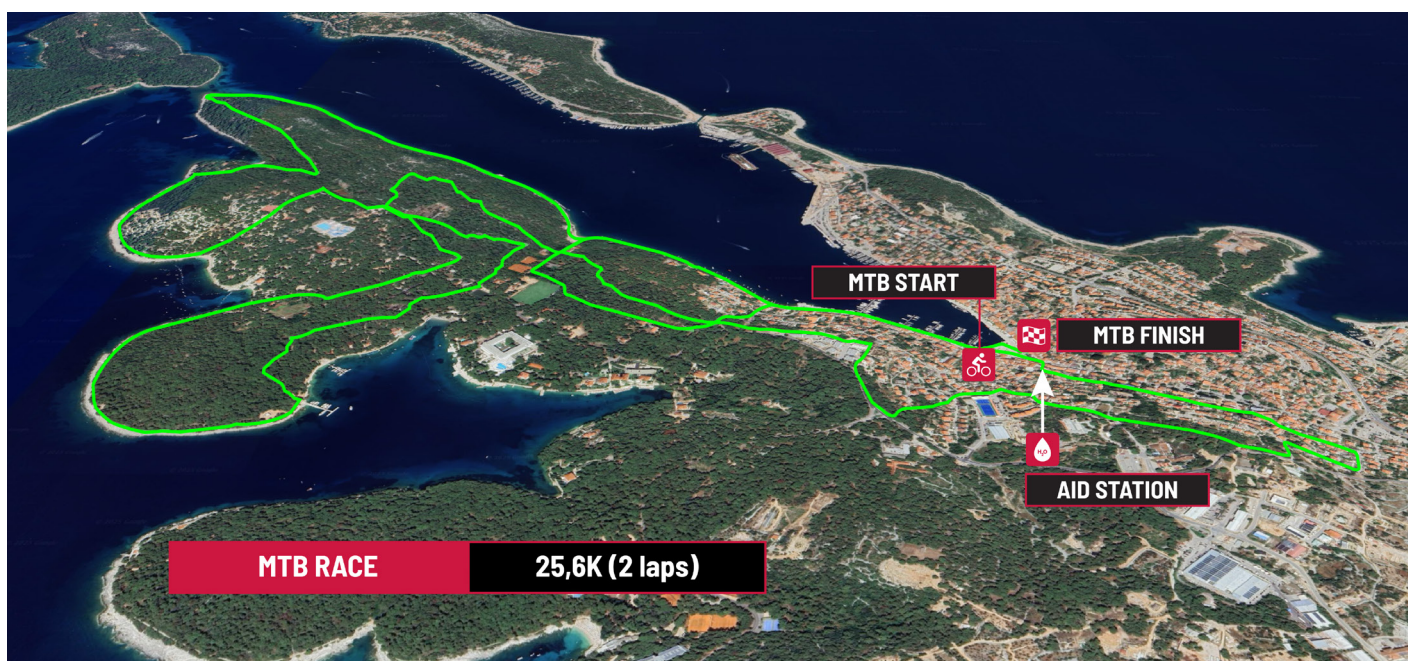 MTB START
MTB FINISH
H₂O
AID STATION
MTB RACE
25,6K (2 laps)